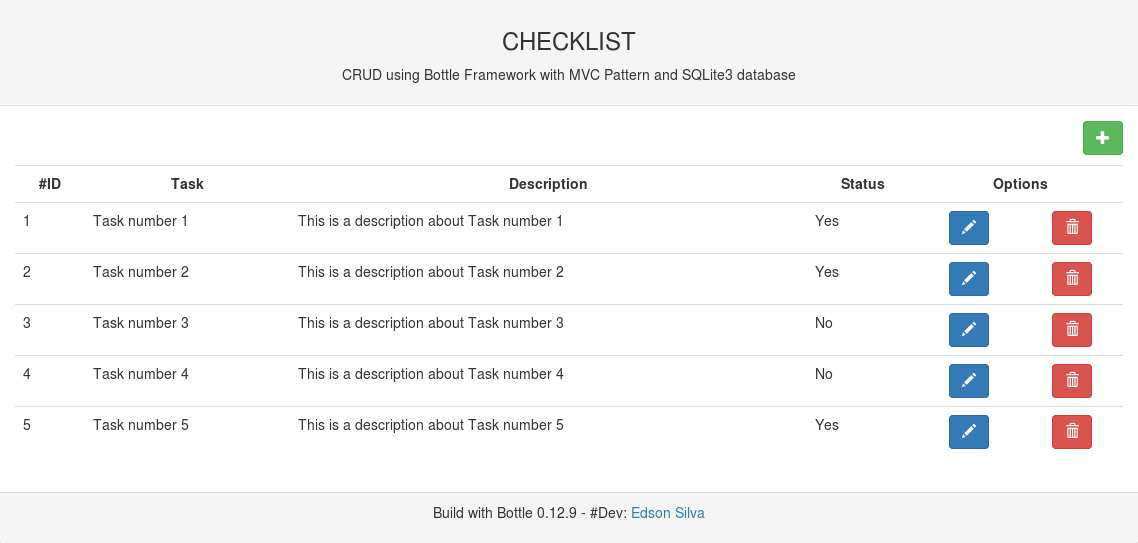 CHECKLIST
CRUD using Bottle Framework with MVC Pattern and SQLite3 database
#ID Task Description Status Options
1 Task number 1 This is a description about Task number 1 Yes
2 Task number 2 This is a description about Task number 2 Yes
3 Task number 3 This is a description about Task number 3 No
4 Task number 4 This is a description about Task number 4 No
5 Task number 5 This is a description about Task number 5 Yes
Build with Bottle 0.12.9 - #Dev: Edson Silva